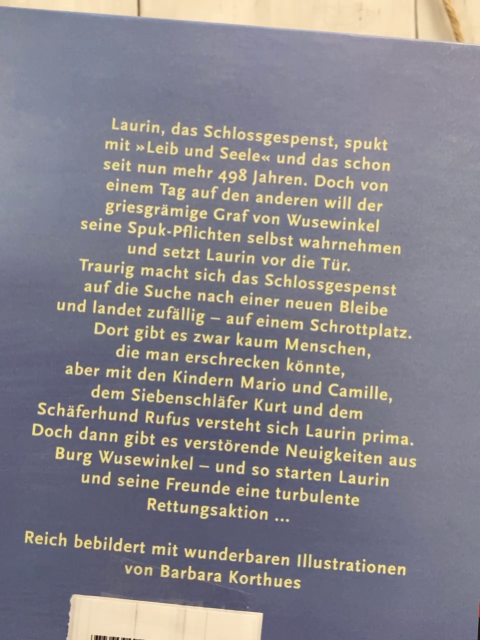 Laurin, das Schlossgespenst, spukt
mit »Leib und Seele« und das schon
seit nun mehr 498 Jahren. Doch von
einem Tag auf den anderen will der
griesgrämige Graf von Wusewinkel
seine Spuk-Pflichten selbst wahrnehmen
und setzt Laurin vor die Tür.
Traurig macht sich das Schlossgespenst
auf die Suche nach einer neuen Bleibe
und landet zufällig – auf einem Schrottplatz.
Dort gibt es zwar kaum Menschen,
die man erschrecken könnte,
aber mit den Kindern Mario und Camille,
dem Siebenschläfer Kurt und dem
Schäferhund Rufus versteht sich Laurin prima.
Doch dann gibt es verstörende Neuigkeiten aus
Burg Wusewinkel – und so starten Laurin
und seine Freunde eine turbulente
Rettungsaktion ...
Reich bebildert mit wunderbaren Illustrationen
von Barbara Korthues